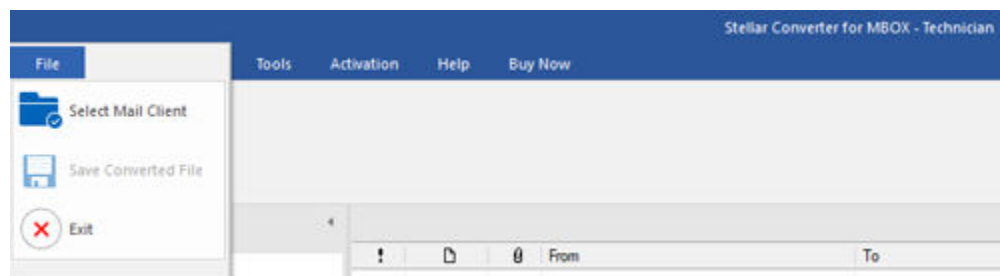 Stellar Converter for MBOX - Technician
File Tools Activation Help Buy Now
Select Mail Client
Save Converted File
Exit
! From To